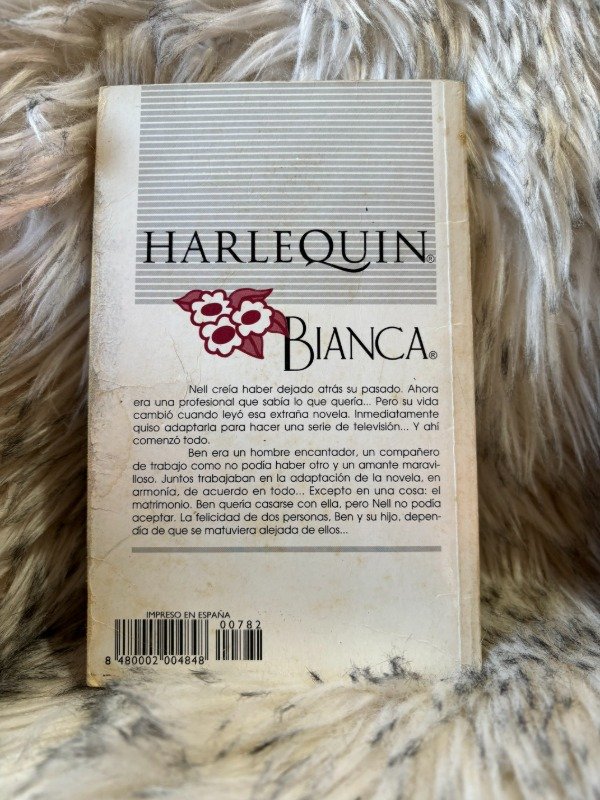 HARLEQUIN®
BIANCA®
Nell creía haber dejado atrás su pasado. Ahora
era una profesional que sabía lo que quería... Pero su vida
cambió cuando leyó esa extraña novela. Inmediatamente
quiso adaptarla para hacer una serie de televisión... Y ahí
comenzó todo.
Ben era un hombre encantador, un compañero
de trabajo como no podía haber otro y un amante maravi-
lloso. Juntos trabajaban en la adaptación de la novela, en
armonía, de acuerdo en todo... Excepto en una cosa: el
matrimonio. Ben quería casarse con ella, pero Nell no podía
aceptar. La felicidad de dos personas, Ben y su hijo, depen-
día de que se matuviera alejada de ellos...
IMPRESO EN ESPAÑA
00782
8 480002 004848